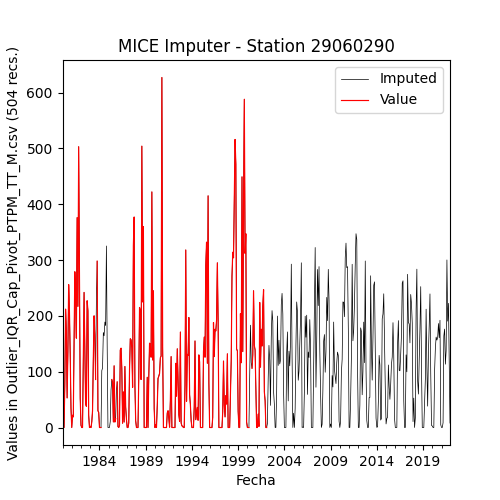 MICE Imputer - Station 29060290
Imputed
Value
Values in Outlier_IQR_Cap_Pivot_PTPM_TT_M.csv (504 recs.)
600
500
400
300
200
100
0
1984 1989 1994 1999 2004 2009 2014 2019
Fecha